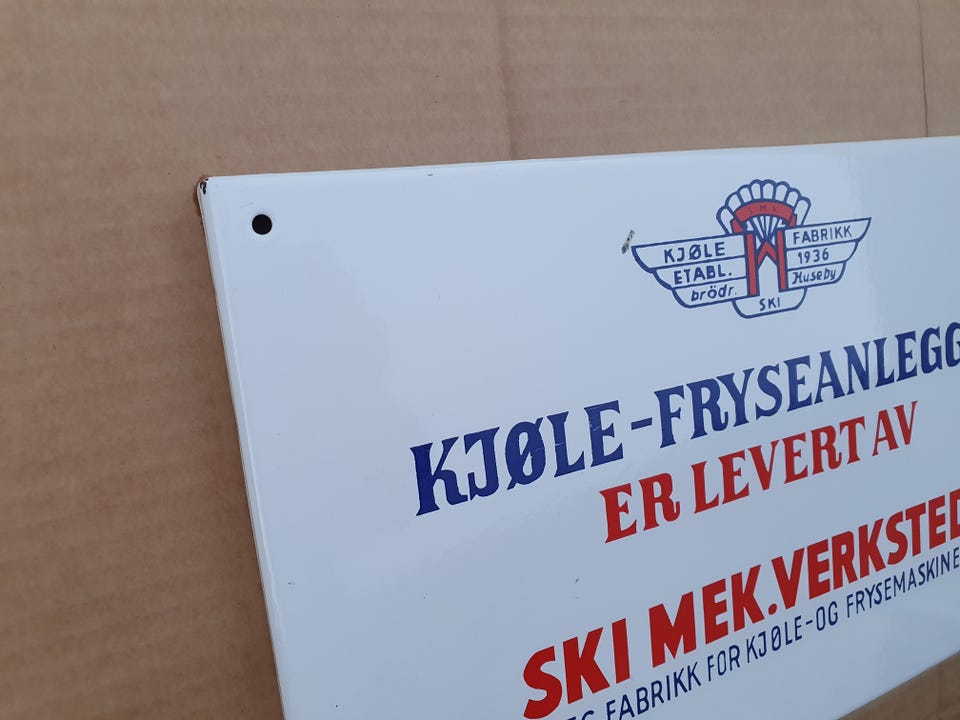 S.M.V.
KJØLE FABRIKK
ETABL. 1936
brödr. Huseby
SKI
KJØLE-FRYSEANLEGG
ER LEVERT AV
SKI MEK.VERKSTED
FABRIKK FOR KJØLE-OG FRYSEMASKINE